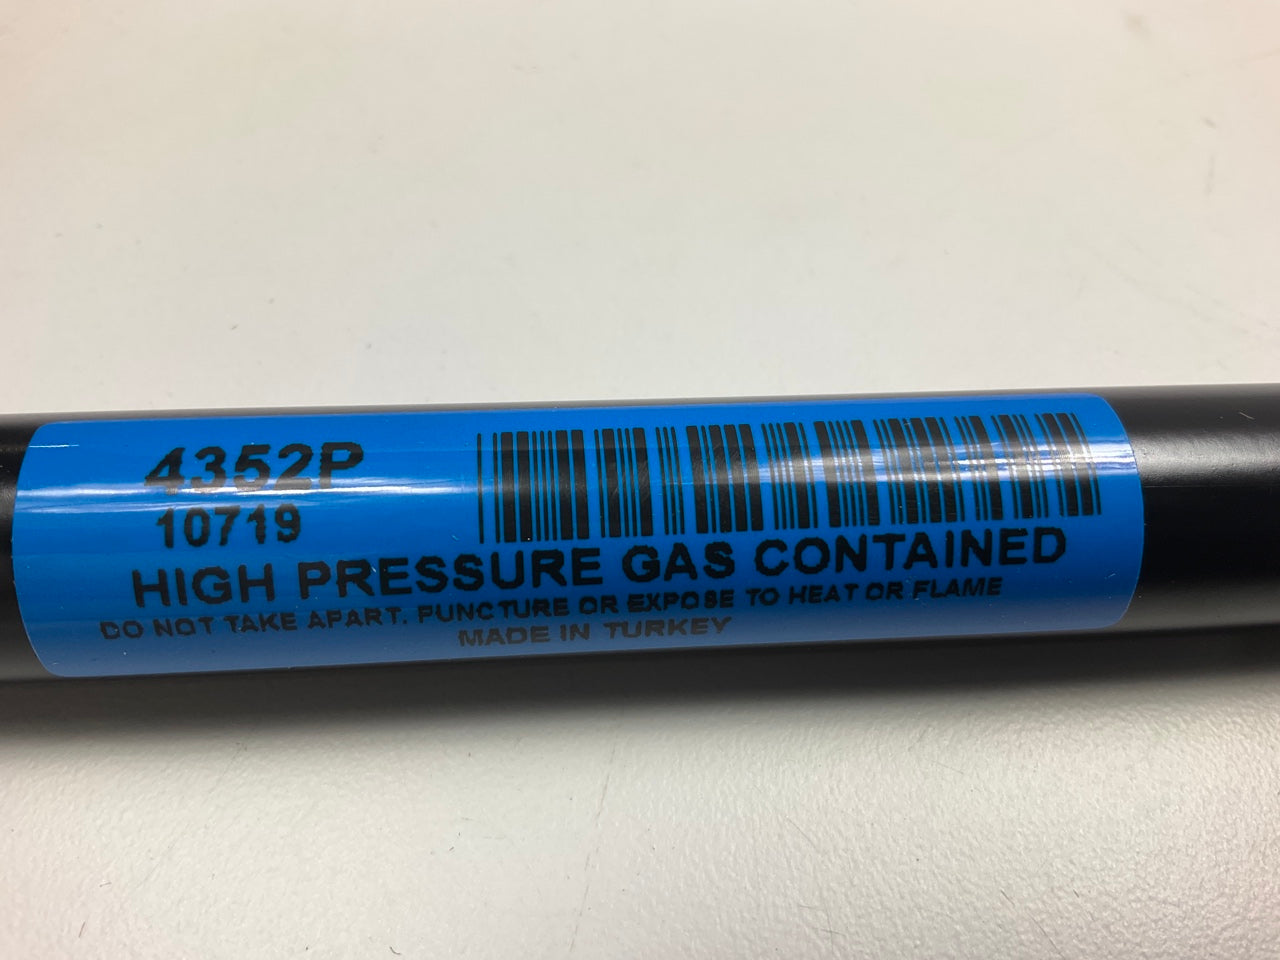 4352P
10719
HIGH PRESSURE GAS CONTAINED
DO NOT TAKE APART. PUNCTURE OR EXPOSE TO HEAT OR FLAME
MADE IN TURKEY